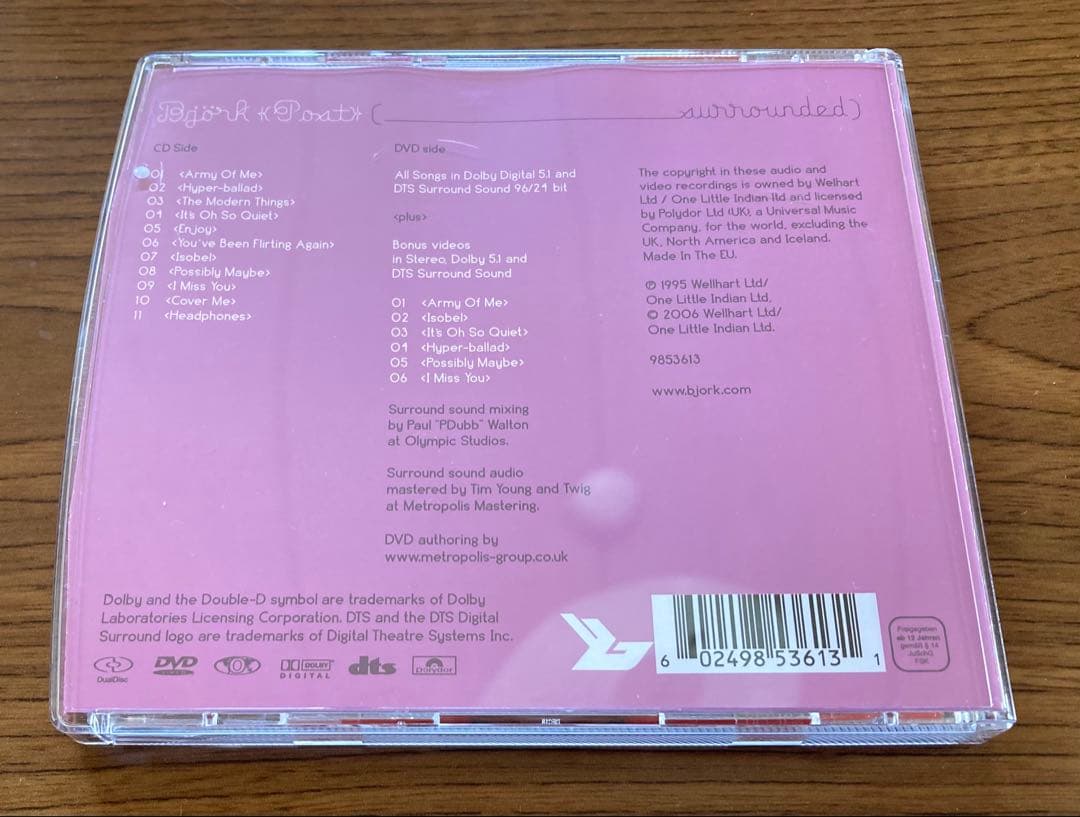 Björk «Post» (surrounded)
CD Side
01 <Army Of Me>
02 <Hyper-ballad>
03 <The Modern Things>
04 <It's Oh So Quiet>
05 <Enjoy>
06 <You've Been Flirting Again>
07 <Isobel>
08 <Possibly Maybe>
09 <I Miss You>
10 <Cover Me>
11 <Headphones>
DVD side
All Songs in Dolby Digital 5.1 and
DTS Surround Sound 96/24 bit
<plus>
Bonus videos
in Stereo, Dolby 5.1 and
DTS Surround Sound
01 <Army Of Me>
02 <Isobel>
03 <It's Oh So Quiet>
04 <Hyper-ballad>
05 <Possibly Maybe>
06 <I Miss You>
Surround sound mixing
by Paul "PDubb" Walton
at Olympic Studios.
Surround sound audio
mastered by Tim Young and Twig
at Metropolis Mastering.
DVD authoring by
www.metropolis-group.co.uk
The copyright in these audio and
video recordings is owned by Welhart
Ltd / One Little Indian ltd and licensed
by Polydor Ltd (UK), a Universal Music
Company, for the world, excluding the
UK, North America and Iceland.
Made In The EU.
℗ 1995 Wellhart Ltd/
One Little Indian Ltd,
© 2006 Wellhart Ltd/
One Little Indian Ltd.
9853613
www.bjork.com
Dolby and the Double-D symbol are trademarks of Dolby
Laboratories Licensing Corporation. DTS and the DTS Digital
Surround logo are trademarks of Digital Theatre Systems Inc.
DualDisc
DVD
VIDEO
DOLBY
DIGITAL
dts
Polydor
6 02498 53613 1
Freigegeben
ab 12 Jahren
gemäß § 14
JuSchG
FSK